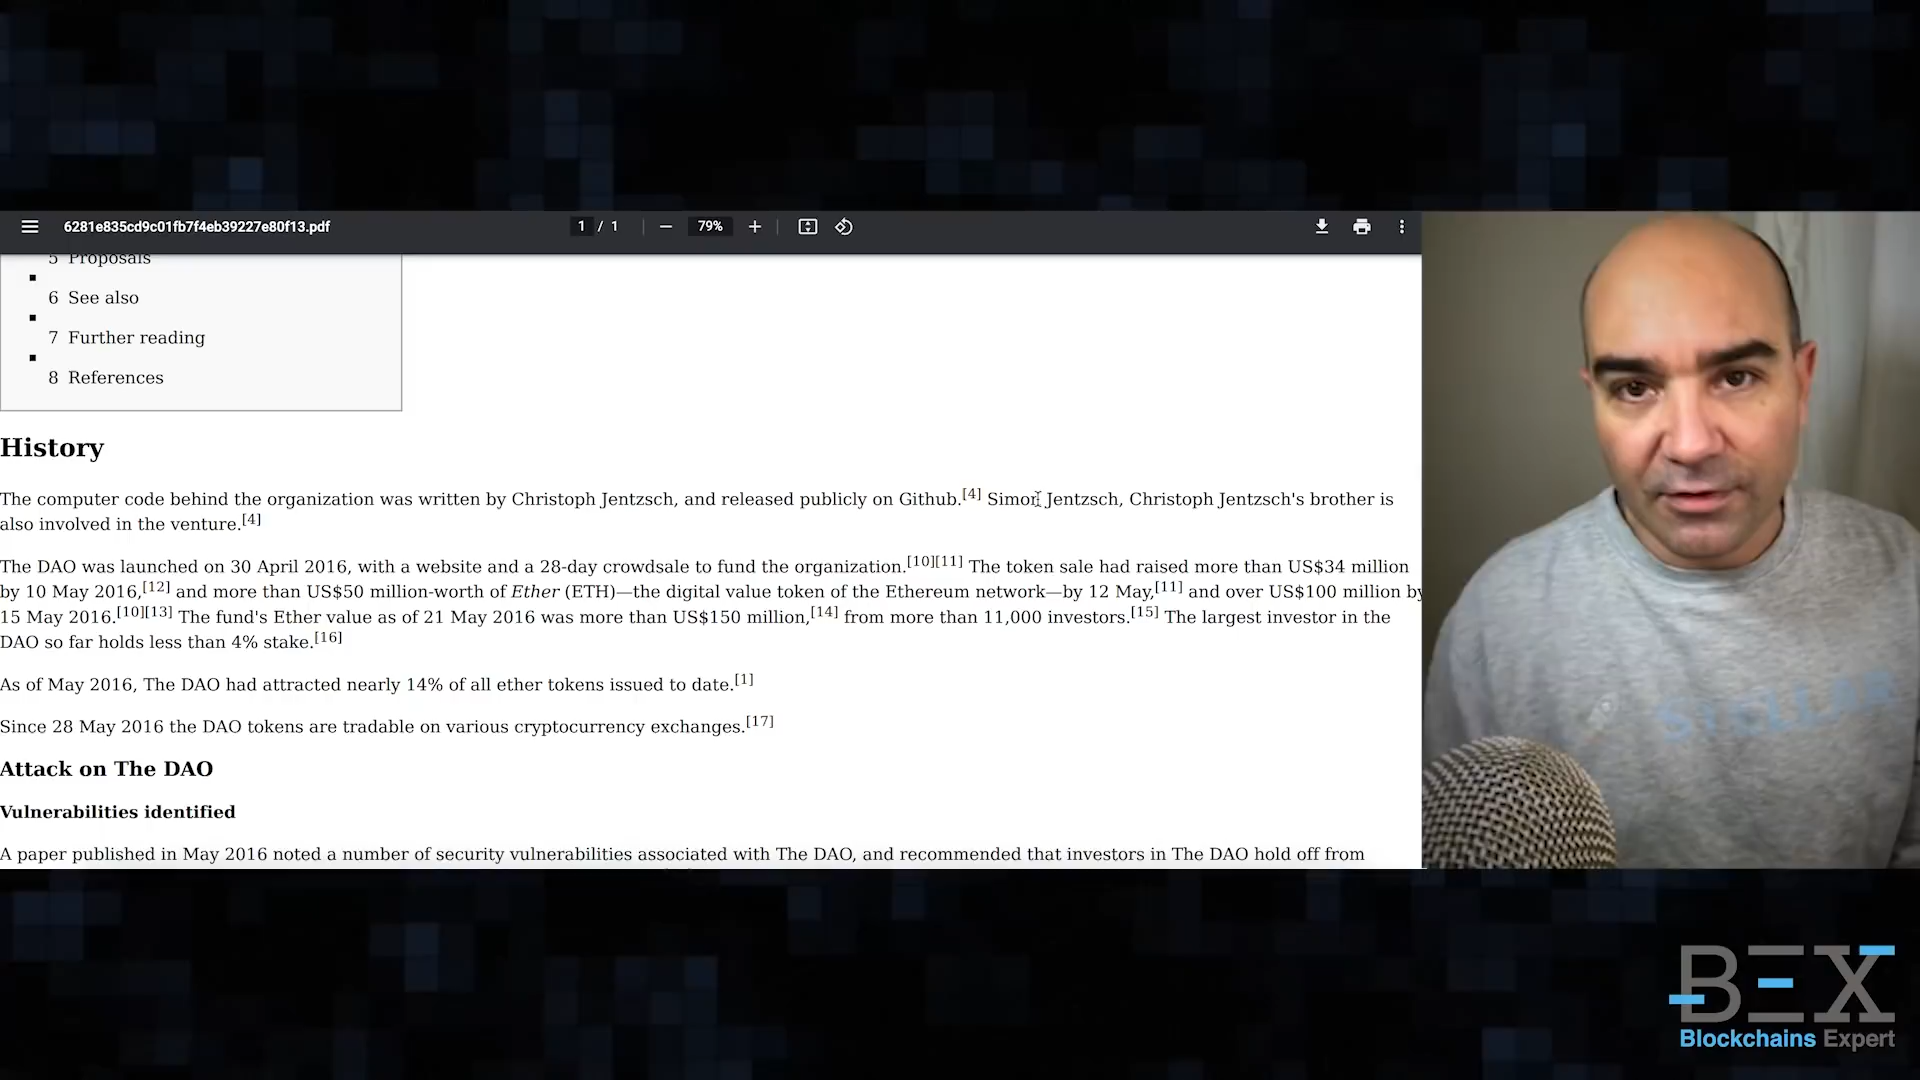 6281e835cd9c01fb7f4eb39227e80f13.pdf
1 / 1
79%
5 Proposals
6 See also
7 Further reading
8 References
History
The computer code behind the organization was written by Christoph Jentzsch, and released publicly on Github.[4] Simon Jentzsch, Christoph Jentzsch's brother is
also involved in the venture.[4]
The DAO was launched on 30 April 2016, with a website and a 28-day crowdsale to fund the organization.[10][11] The token sale had raised more than US$34 million
by 10 May 2016,[12] and more than US$50 million-worth of Ether (ETH)—the digital value token of the Ethereum network—by 12 May,[11] and over US$100 million by
15 May 2016.[10][13] The fund's Ether value as of 21 May 2016 was more than US$150 million,[14] from more than 11,000 investors.[15] The largest investor in the
DAO so far holds less than 4% stake.[16]
As of May 2016, The DAO had attracted nearly 14% of all ether tokens issued to date.[1]
Since 28 May 2016 the DAO tokens are tradable on various cryptocurrency exchanges.[17]
Attack on The DAO
Vulnerabilities identified
A paper published in May 2016 noted a number of security vulnerabilities associated with The DAO, and recommended that investors in The DAO hold off from
STELLAR
BEX
Blockchains Expert